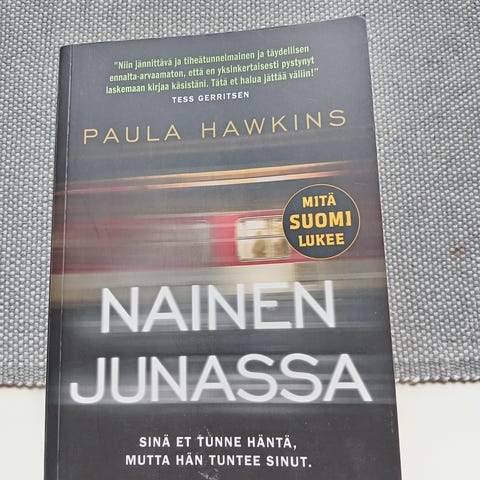 "Niin jännittävä ja tiheätunnelmainen ja täydellisen
ennalta-arvaamaton, että en yksinkertaisesti pystynyt
laskemaan kirjaa käsistäni. Tätä et halua jättää väliin!"
TESS GERRITSEN
PAULA HAWKINS
MITÄ
SUOMI
LUKEE
NAINEN
JUNASSA
SINÄ ET TUNNE HÄNTÄ,
MUTTA HÄN TUNTEE SINUT.